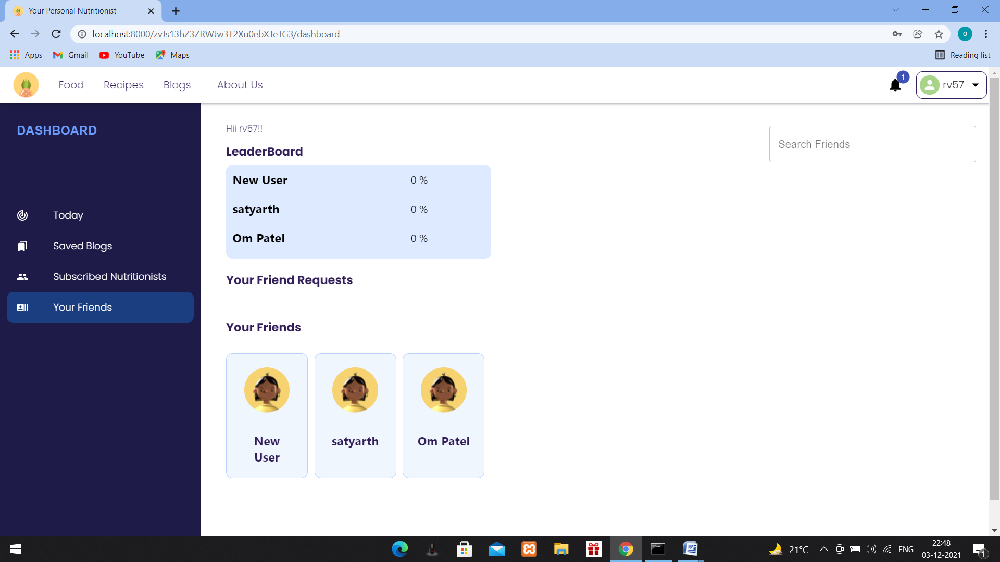 Your Personal Nutritionist
localhost:8000/zvJs13hZ3ZRWJw3T2Xu0ebXTeTG3/dashboard
O
Apps Gmail YouTube Maps Reading list
Food Recipes Blogs About Us 1 rv57
DASHBOARD
Today
Saved Blogs
Subscribed Nutritionists
Your Friends
Hii rv57!!
Search Friends
LeaderBoard
New User 0 %
satyarth 0 %
Om Patel 0 %
Your Friend Requests
Your Friends
New
User
satyarth
Om Patel
21°C ENG
22:48
03-12-2021
1